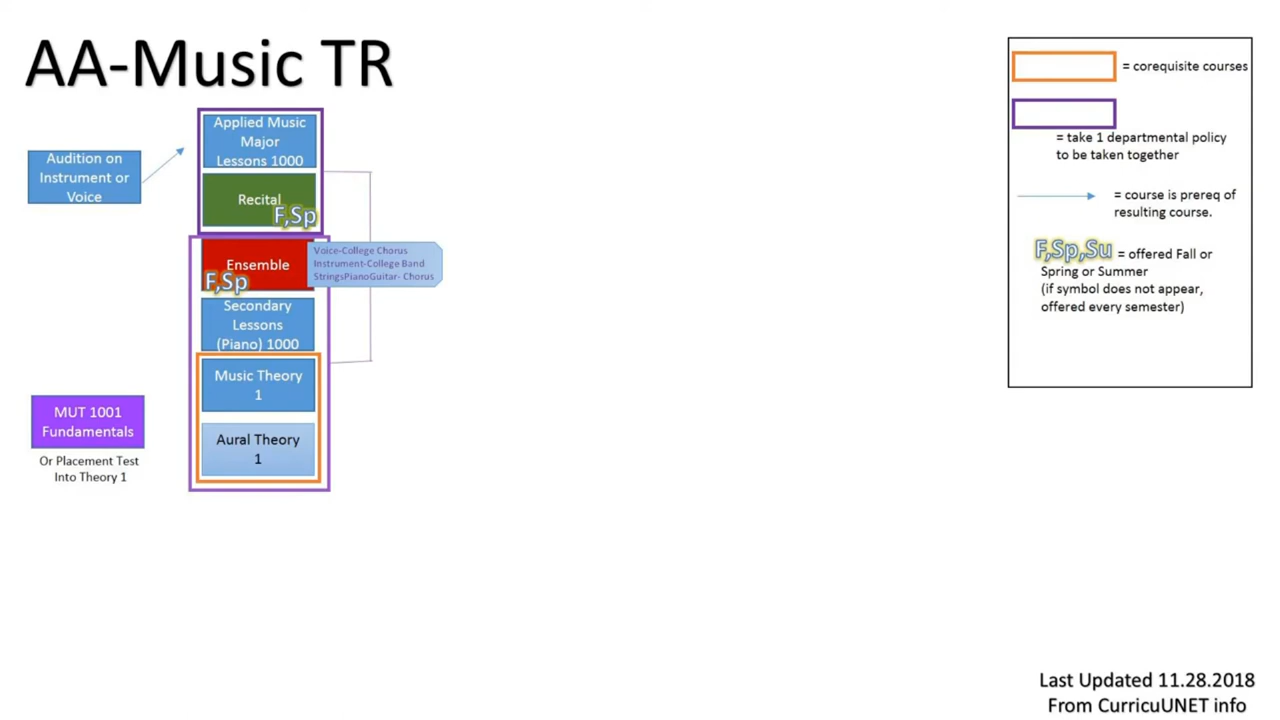 AA-Music TR
Audition on
Instrument or
Voice
Applied Music
Major
Lessons 1000
Recital
F,Sp
Ensemble
F,Sp
Voice-College Chorus
Instrument-College Band
StringsPianoGuitar- Chorus
Secondary
Lessons
(Piano) 1000
Music Theory
1
Aural Theory
1
MUT 1001
Fundamentals
Or Placement Test
Into Theory 1
= corequisite courses
= take 1 departmental policy
to be taken together
= course is prereq of
resulting course.
F,Sp,Su = offered Fall or
Spring or Summer
(if symbol does not appear,
offered every semester)
Last Updated 11.28.2018
From CurricuUNET info